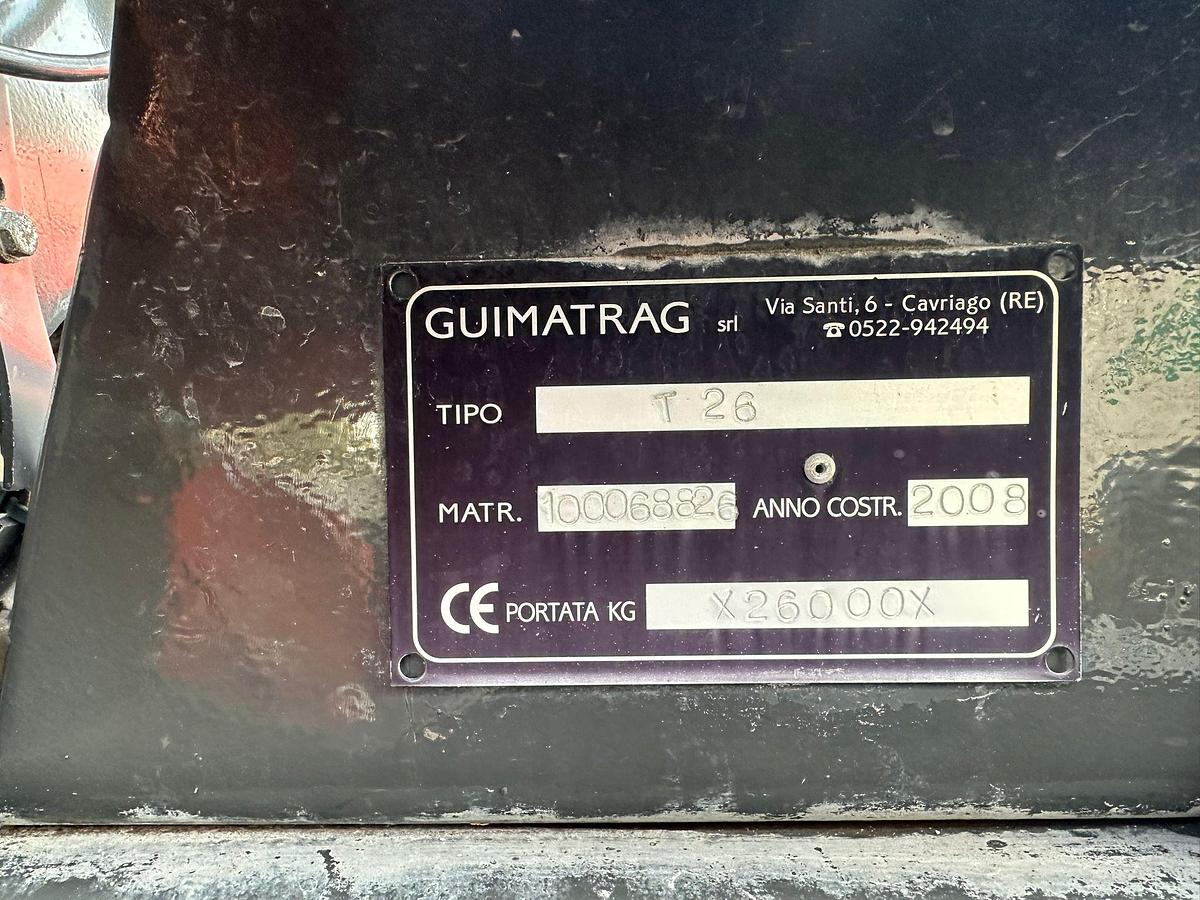 GUIMATRAG srl
Via Santi, 6 - Cavriago (RE)
☎0522-942494
TIPO T 26
MATR. 100068826 ANNO COSTR. 2008
CE PORTATA KG X26000X